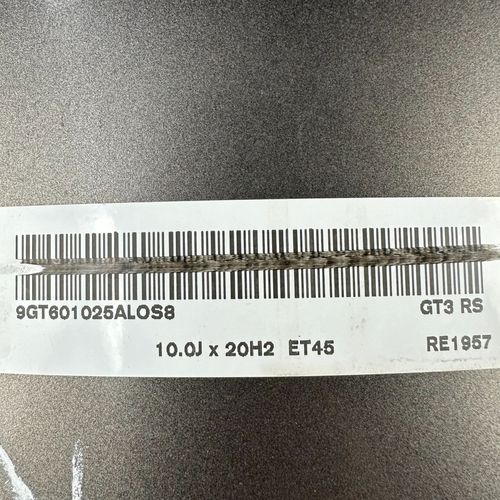 9GT601025ALOS8 GT3 RS
10.0J x 20H2 ET45 RE1957